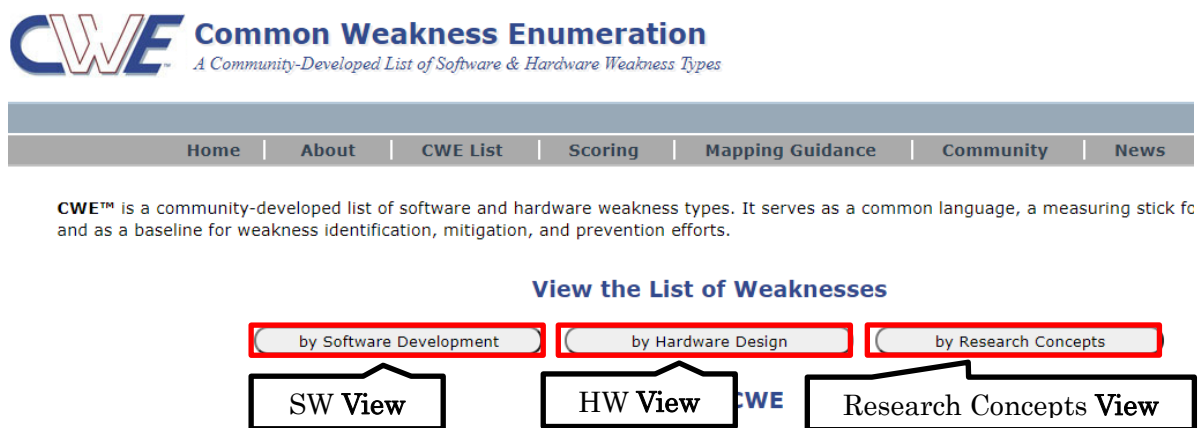 CWE™ Common Weakness Enumeration
A Community-Developed List of Software & Hardware Weakness Types
Home About CWE List Scoring Mapping Guidance Community News
CWE™ is a community-developed list of software and hardware weakness types. It serves as a common language, a measuring stick fo
and as a baseline for weakness identification, mitigation, and prevention efforts.
View the List of Weaknesses
by Software Development by Hardware Design by Research Concepts
SW View HW View CWE Research Concepts View